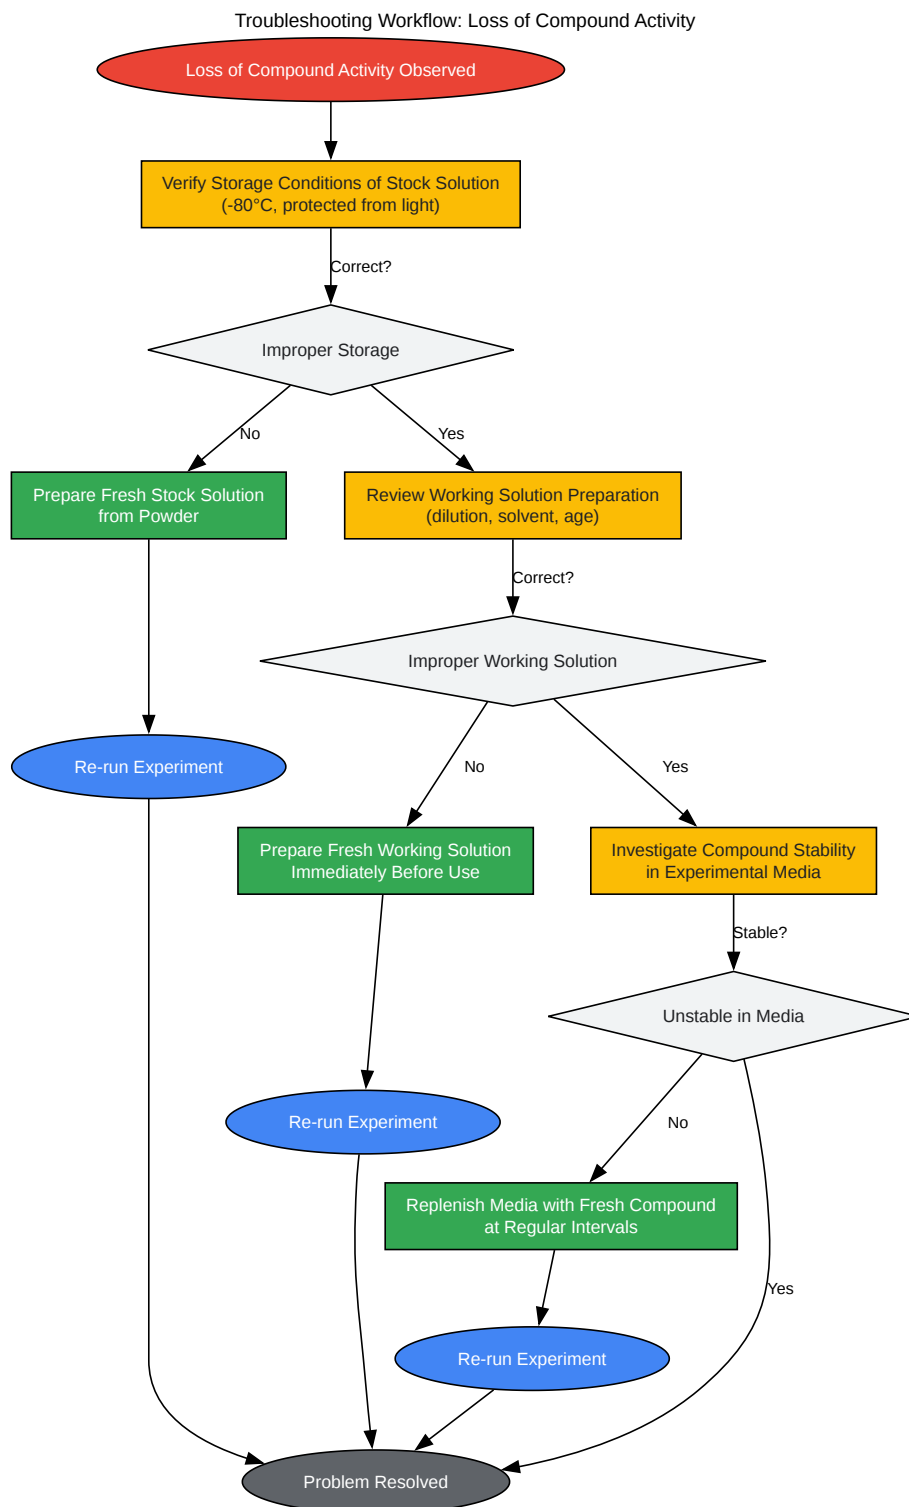 Troubleshooting Workflow: Loss of Compound Activity
Loss of Compound Activity Observed
Verify Storage Conditions of Stock Solution
(-80°C, protected from light)
Correct?
Improper Storage
No
Yes
Prepare Fresh Stock Solution
from Powder
Review Working Solution Preparation
(dilution, solvent, age)
Correct?
Improper Working Solution
Re-run Experiment
No
Yes
Prepare Fresh Working Solution
Immediately Before Use
Investigate Compound Stability
in Experimental Media
Stable?
Unstable in Media
Re-run Experiment
No
Replenish Media with Fresh Compound
at Regular Intervals
Yes
Re-run Experiment
Problem Resolved